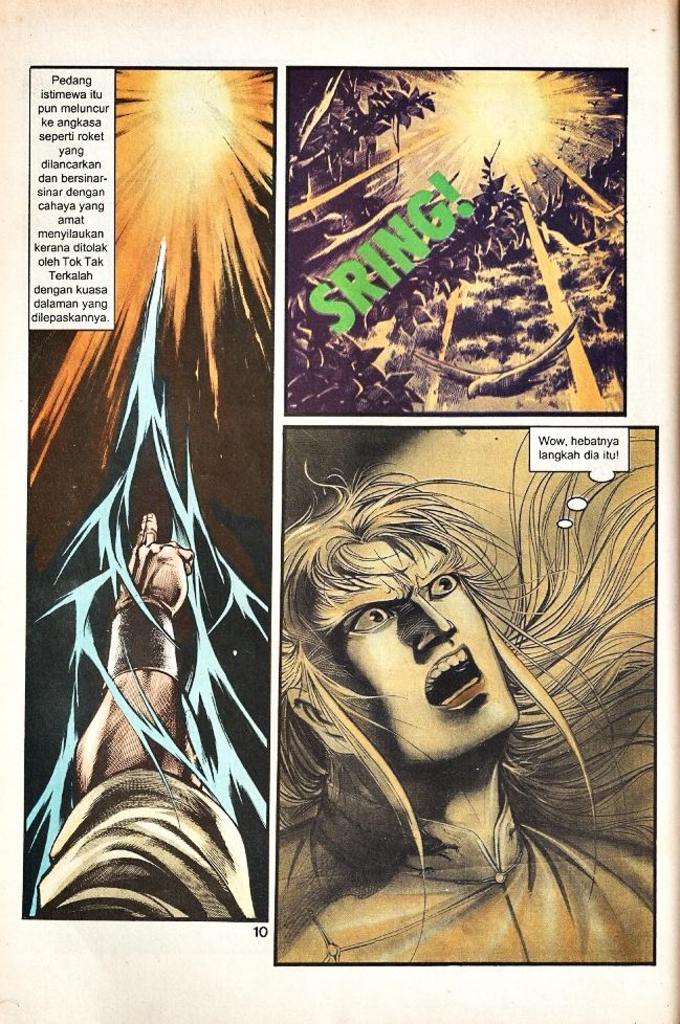 Pedang
istimewa itu
pun meluncur
ke angkasa
seperti roket
yang
dilancarkan
dan bersinar-
sinar dengan
cahaya yang
amat
menyilaukan
kerana ditolak
oleh Tok Tak
Terkalah
dengan kuasa
dalaman yang
dilepaskannya.
SRING!
Wow, hebatnya
langkah dia itu!
10